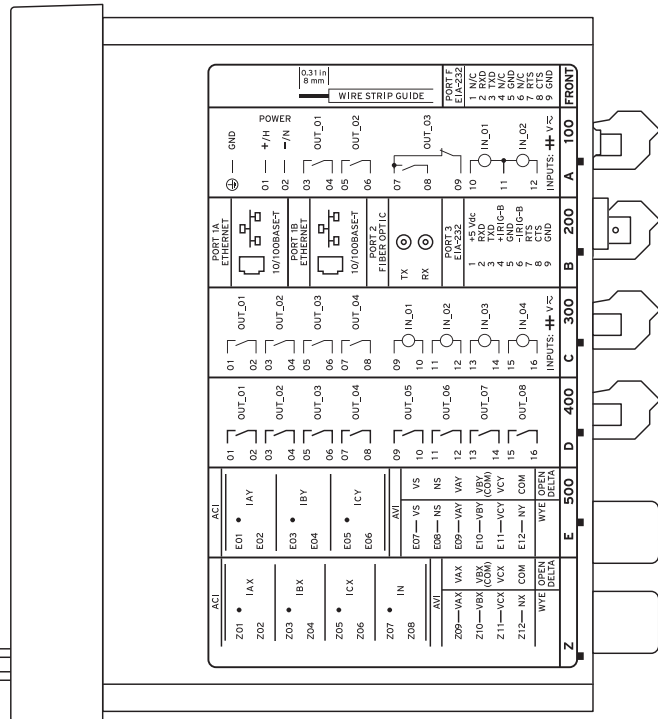 0.31 in
8 mm
WIRE STRIP GUIDE
PORT F
EIA-232
1 N/C
2 RXD
3 TXD
4 N/C
5 GND
6 N/C
7 RTS
8 CTS
9 GND
FRONT
GND
POWER
01 +/H
02 -/N
OUT_01
03
04
OUT_02
05
06
OUT_03
07
08
09
IN_01
10
11
IN_02
12
INPUTS: V
A 100
PORT 1A
ETHERNET
10/100BASE-T
PORT 1B
ETHERNET
10/100BASE-T
PORT 2
FIBER OPTIC
TX
RX
PORT 3
EIA-232
1 +5 Vdc
2 RXD
3 TXD
4 +IRIG-B
5 GND
6 -IRIG-B
7 RTS
8 CTS
9 GND
B 200
OUT_01
01
02
OUT_02
03
04
OUT_03
05
06
OUT_04
07
08
IN_01
09
10
IN_02
11
12
IN_03
13
14
IN_04
15
16
INPUTS: V
C 300
OUT_01
01
02
OUT_02
03
04
OUT_03
05
06
OUT_04
07
08
OUT_05
09
10
OUT_06
11
12
OUT_07
13
14
OUT_08
15
16
D 400
ACI
E01
IAY
E02
E03
IBY
E04
E05
ICY
E06
AVI
E07 VS VS
E08 NS NS
E09 VAY VAY
E10 VBY VBY (COM)
E11 VCY VCY
E12 NY COM
WYE OPEN DELTA
E 500
ACI
Z01
IAX
Z02
Z03
IBX
Z04
Z05
ICX
Z06
Z07
IN
Z08
AVI
Z09 VAX VAX
Z10 VBX VBX (COM)
Z11 VCX VCX
Z12 NX COM
WYE OPEN DELTA
Z